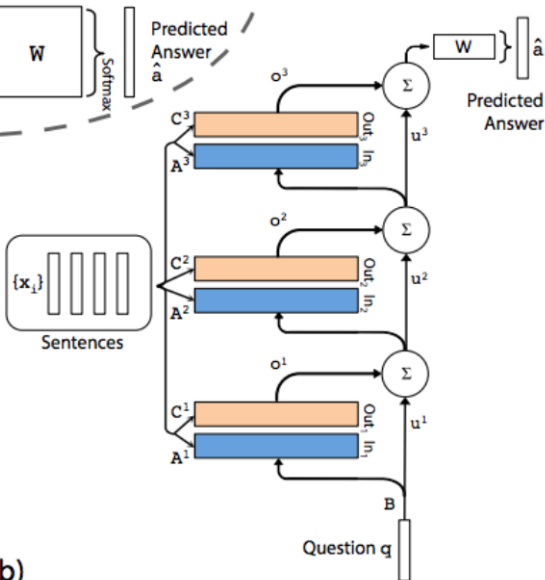 W
Softmax
Predicted
Answer
â
o³
C³
Out₃
A³
In₃
W
â
Predicted
Answer
Σ
u³
o²
C²
Out₂
A²
In₂
Σ
u²
{xᵢ}
Sentences
o¹
C¹
Out₁
A¹
In₁
Σ
u¹
B
Question q
b)